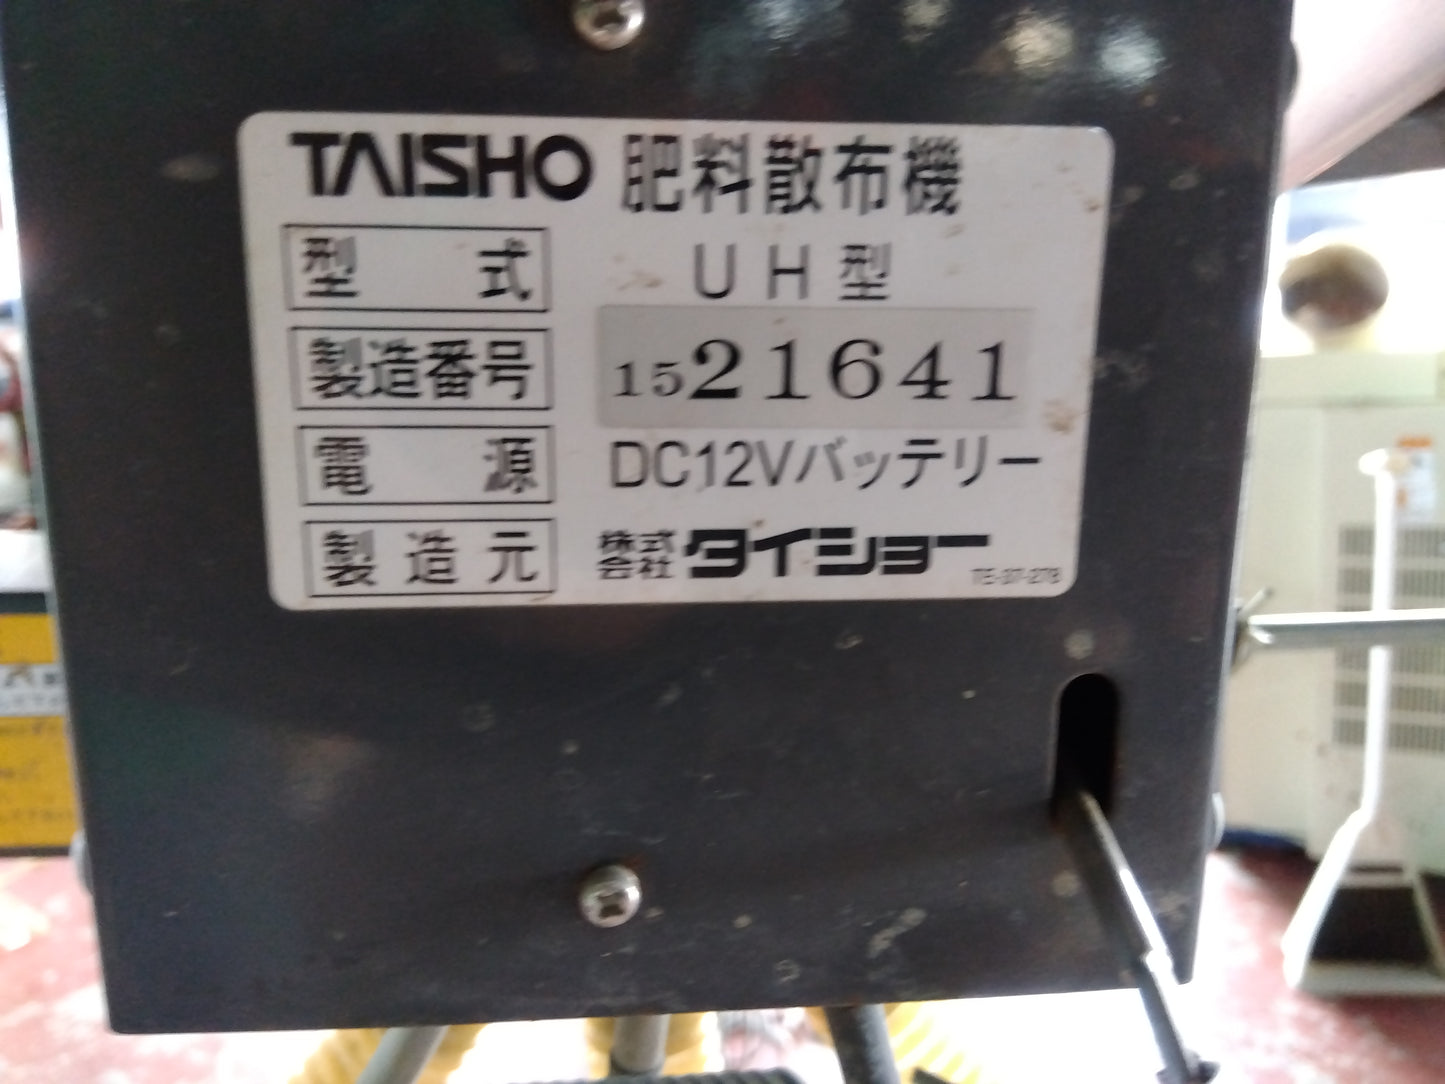 TAISHO 肥料散布機
型式 UH型
製造番号 1521641
電源 DC12Vバッテリー
製造元 株式会社タイショー